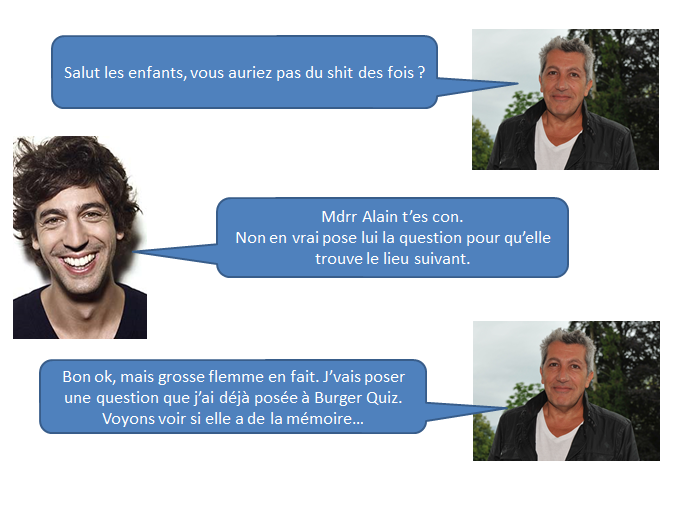 Salut les enfants, vous auriez pas du shit des fois ?
Mdrr Alain t’es con.
Non en vrai pose lui la question pour qu’elle
trouve le lieu suivant.
Bon ok, mais grosse flemme en fait. J’vais poser
une question que j’ai déjà posée à Burger Quiz.
Voyons voir si elle a de la mémoire…